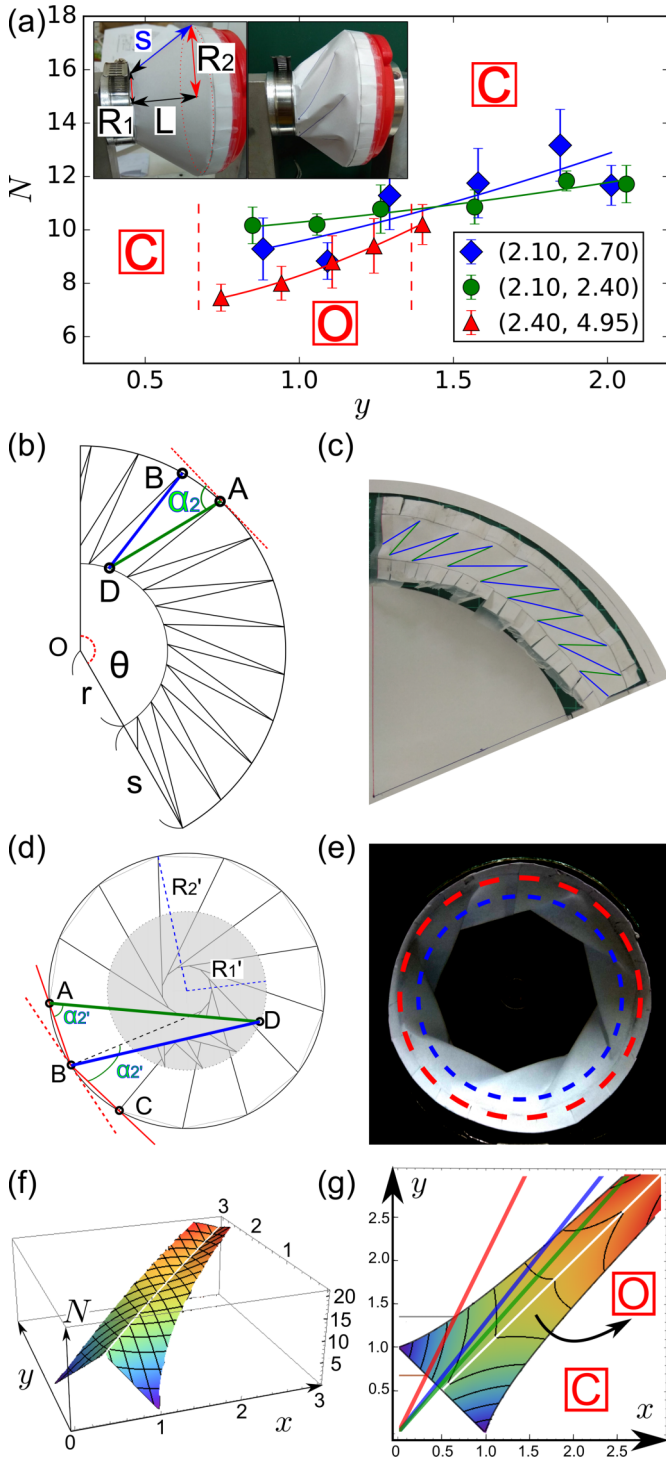 (a)
N
18
16
14
12
10
8
6
s
R2
R1
L
C
C
O
(2.10, 2.70)
(2.10, 2.40)
(2.40, 4.95)
0.5 1.0 1.5 2.0
y
(b)
B
A
α2
D
O
θ
r
s
(c)
(d)
R2'
R1'
A
α2'
D
B
α2'
C
(e)
(f)
3
2
1
N
20
15
10
5
y
0
1
2
3
x
(g)
y
2.5
2.0
1.5
1.0
0.5
O
C
x
0.0 0.5 1.0 1.5 2.0 2.5